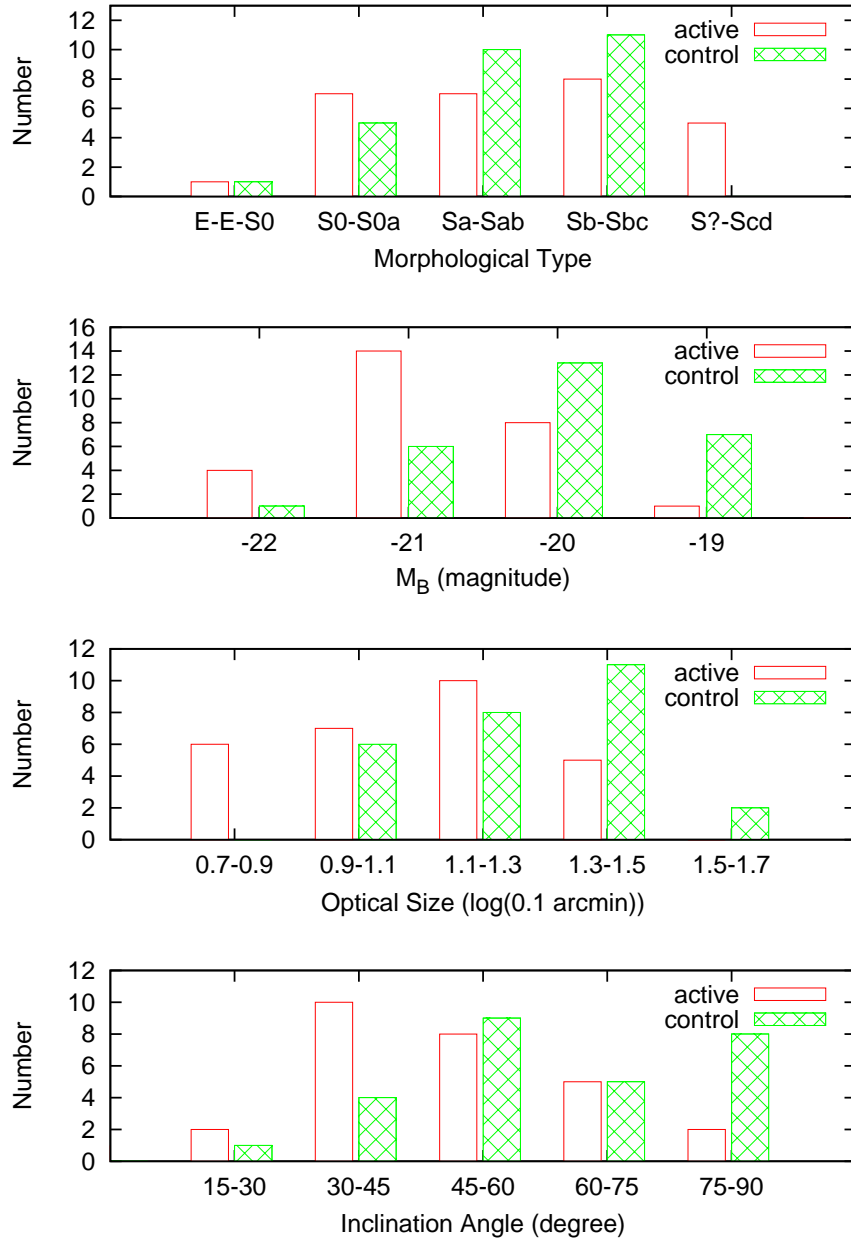 12
10
8
6
4
2
0
Number
active
control
E-E-S0 S0-S0a Sa-Sab Sb-Sbc S?-Scd
Morphological Type
16
14
12
10
8
6
4
2
0
Number
active
control
-22 -21 -20 -19
M_B (magnitude)
12
10
8
6
4
2
0
Number
active
control
0.7-0.9 0.9-1.1 1.1-1.3 1.3-1.5 1.5-1.7
Optical Size (log(0.1 arcmin))
12
10
8
6
4
2
0
Number
active
control
15-30 30-45 45-60 60-75 75-90
Inclination Angle (degree)